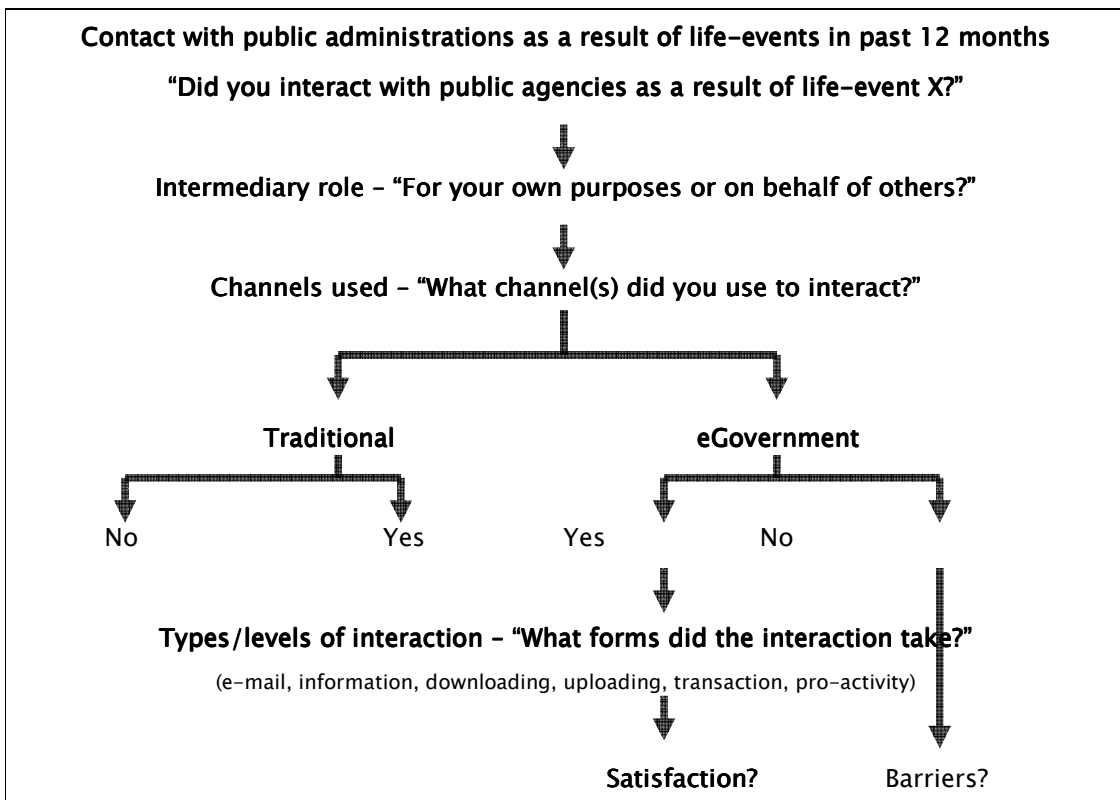 Contact with public administrations as a result of life-events in past 12 months
“Did you interact with public agencies as a result of life-event X?”
Intermediary role – “For your own purposes or on behalf of others?”
Channels used – “What channel(s) did you use to interact?”
Traditional eGovernment
No Yes Yes No
Types/levels of interaction – “What forms did the interaction take?”
(e-mail, information, downloading, uploading, transaction, pro-activity)
Satisfaction? Barriers?